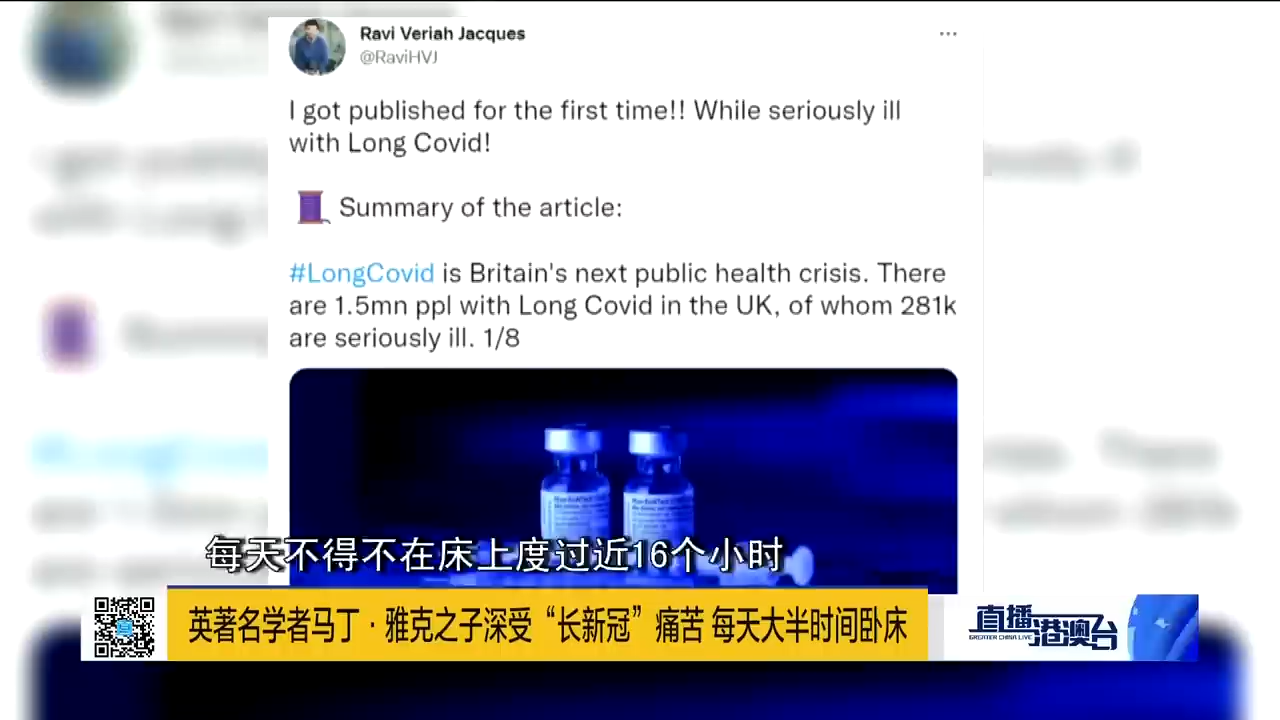 Ravi Veriah Jacques
@RaviHVJ
I got published for the first time!! While seriously ill
with Long Covid!
Summary of the article:
#LongCovid is Britain's next public health crisis. There
are 1.5mn ppl with Long Covid in the UK, of whom 281k
are seriously ill. 1/8
每天不得不在床上度过近16个小时
英著名学者马丁·雅克之子深受“长新冠”痛苦 每天大半时间卧床
直播港澳台
GREATER CHINA LIVE